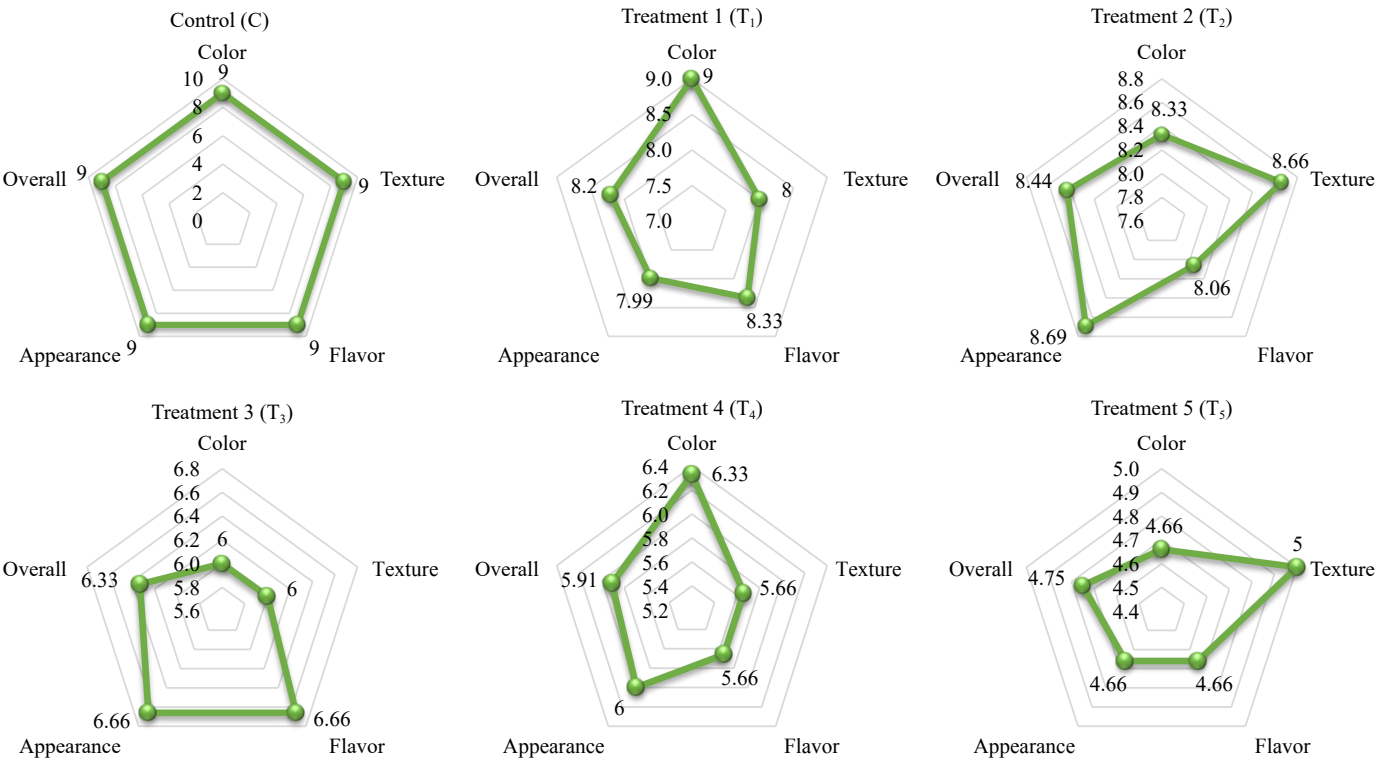 Control (C)
Color
9
10
8
6
4
2
0
Overall
9
9
Texture
Appearance
9
9
Flavor
Treatment 1 (T₁)
Color
9.0
9
8.5
8.0
7.5
7.0
Overall
8.2
8
Texture
7.99
8.33
Appearance
Flavor
Treatment 2 (T₂)
Color
8.8
8.6
8.4
8.2
8.0
7.8
7.6
8.33
8.66
Overall
8.44
Texture
8.06
8.69
Appearance
Flavor
Treatment 3 (T₃)
Color
6.8
6.6
6.4
6.2
6.0
5.8
5.6
6
Overall
6.33
6
Texture
6.66
6.66
Appearance
Flavor
Treatment 4 (T₄)
Color
6.4
6.2
6.0
5.8
5.6
5.4
5.2
6.33
Overall
5.91
5.66
Texture
5.66
6
Appearance
Flavor
Treatment 5 (T₅)
Color
5.0
4.9
4.8
4.7
4.6
4.5
4.4
4.66
5
Overall
4.75
Texture
4.66
4.66
Appearance
Flavor